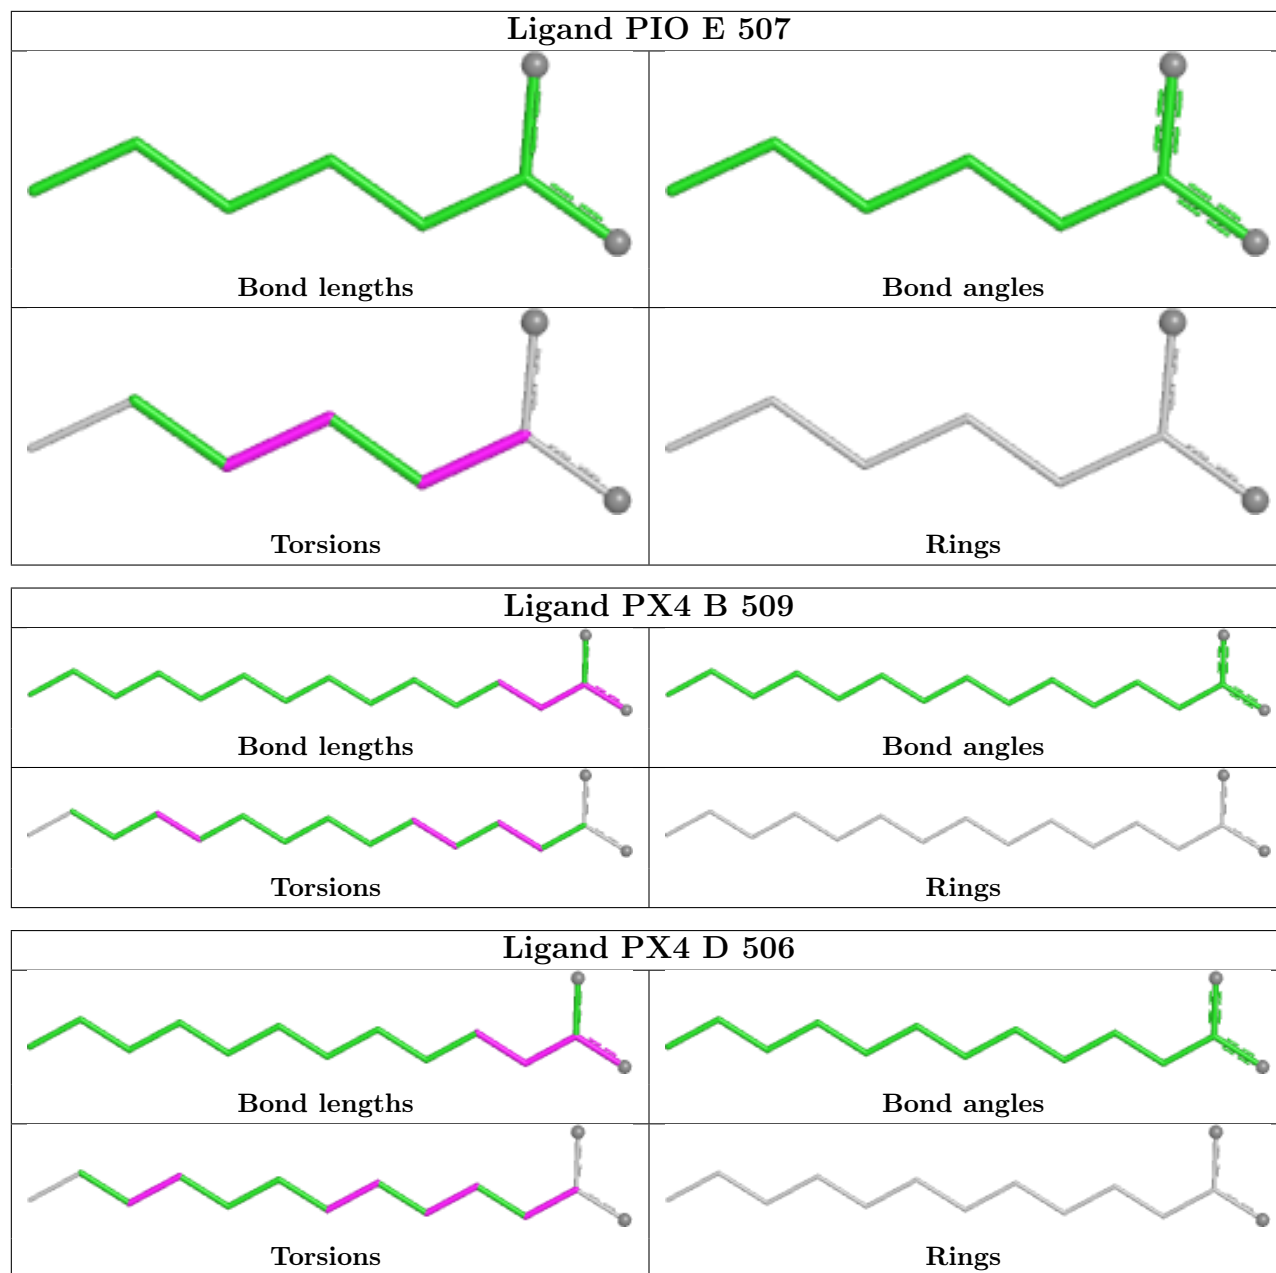 Ligand PIO E 507
Bond lengths
Bond angles
Torsions
Rings
Ligand PX4 B 509
Bond lengths
Bond angles
Torsions
Rings
Ligand PX4 D 506
Bond lengths
Bond angles
Torsions
Rings